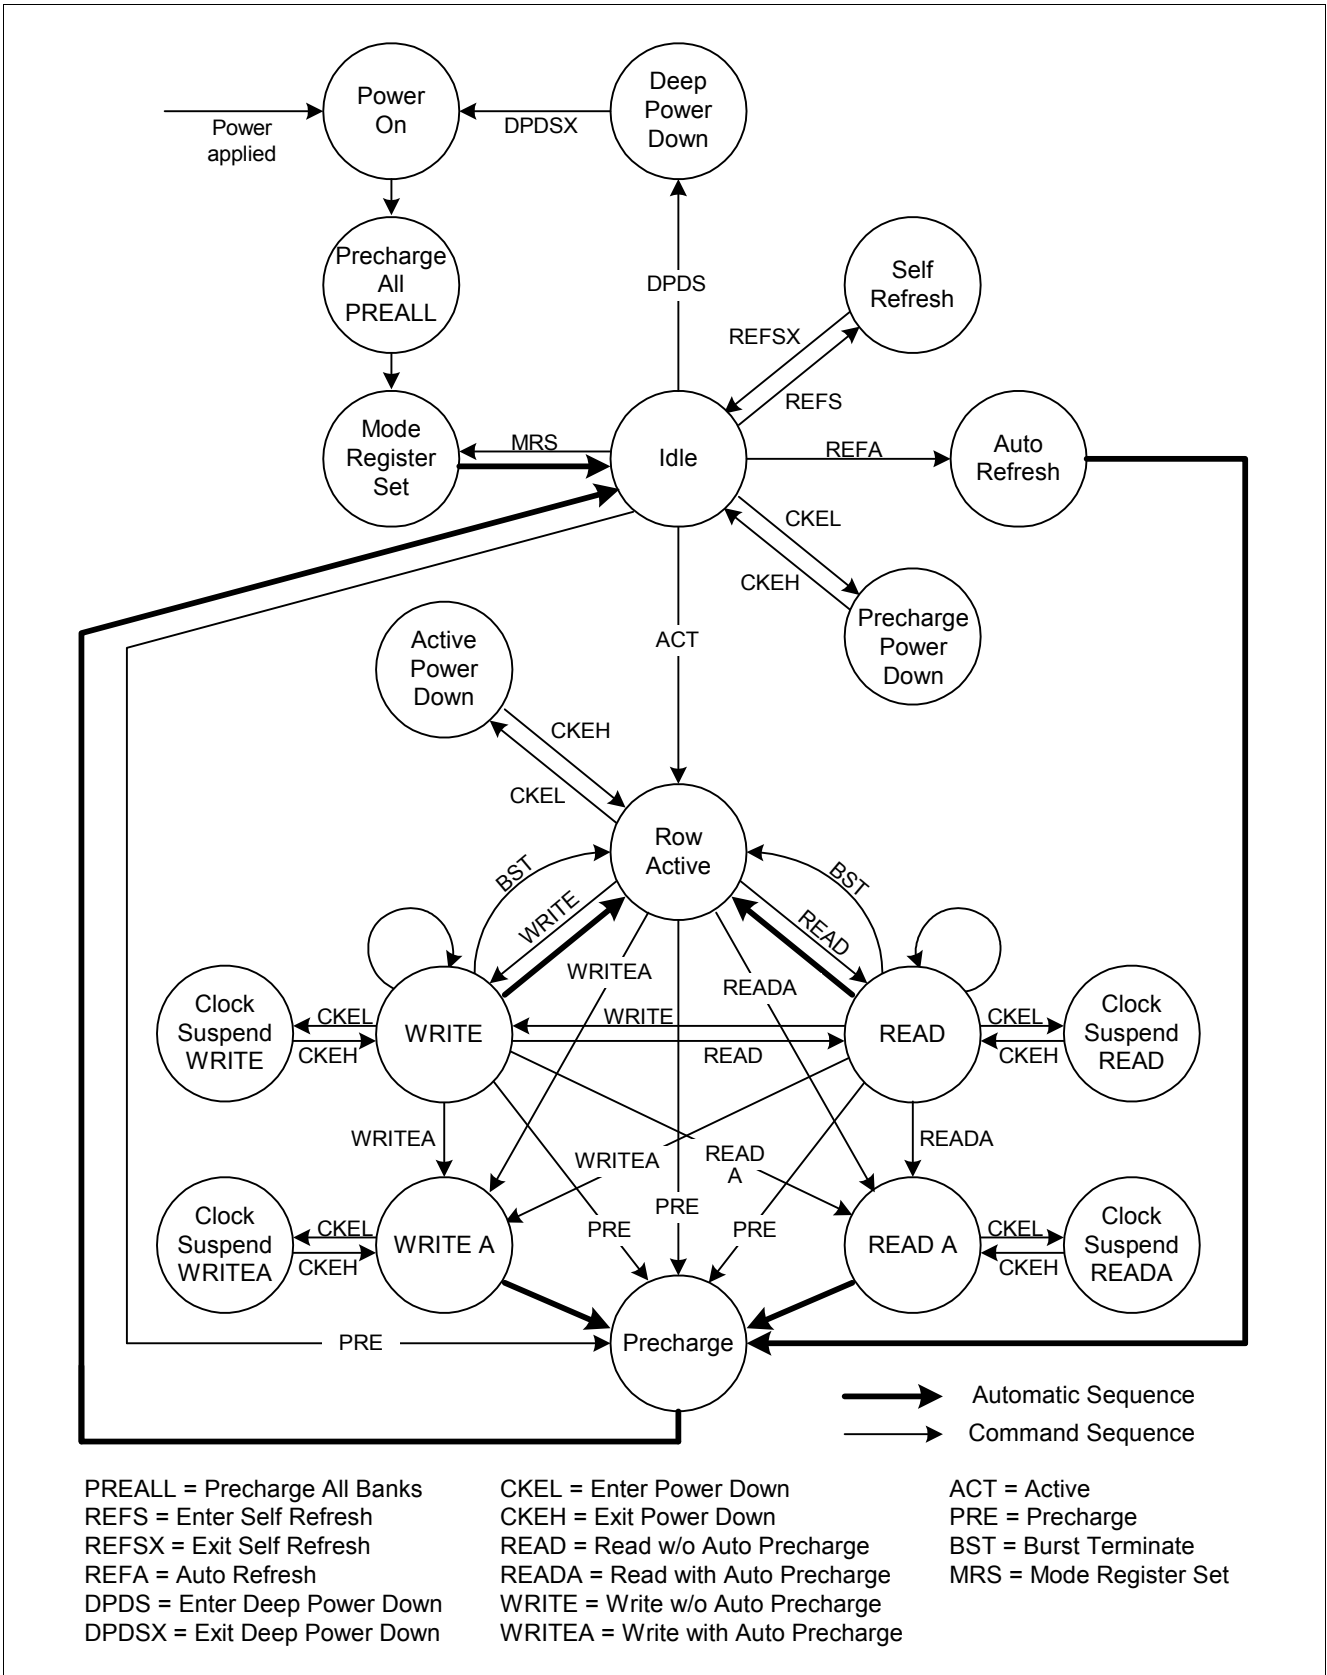 Power
On
Deep
Power
Down
Power
applied
DPDSX
Precharge
All
PREALL
DPDS
Self
Refresh
REFSX
REFS
Mode
Register
Set
MRS
Idle
REFA
Auto
Refresh
CKEL
CKEH
Precharge
Power
Down
ACT
Active
Power
Down
CKEH
CKEL
Row
Active
BST
WRITE
READ
BST
WRITEA
READA
Clock
Suspend
WRITE
CKEL
CKEH
WRITE
WRITE
READ
READ
CKEL
CKEH
Clock
Suspend
READ
WRITEA
WRITEA
READ
A
READA
Clock
Suspend
WRITEA
CKEL
CKEH
WRITE A
PRE
PRE
PRE
READ A
CKEL
CKEH
Clock
Suspend
READA
PRE
Precharge
Automatic Sequence
Command Sequence
PREALL = Precharge All Banks
REFS = Enter Self Refresh
REFSX = Exit Self Refresh
REFA = Auto Refresh
DPDS = Enter Deep Power Down
DPDSX = Exit Deep Power Down
CKEL = Enter Power Down
CKEH = Exit Power Down
READ = Read w/o Auto Precharge
READA = Read with Auto Precharge
WRITE = Write w/o Auto Precharge
WRITEA = Write with Auto Precharge
ACT = Active
PRE = Precharge
BST = Burst Terminate
MRS = Mode Register Set